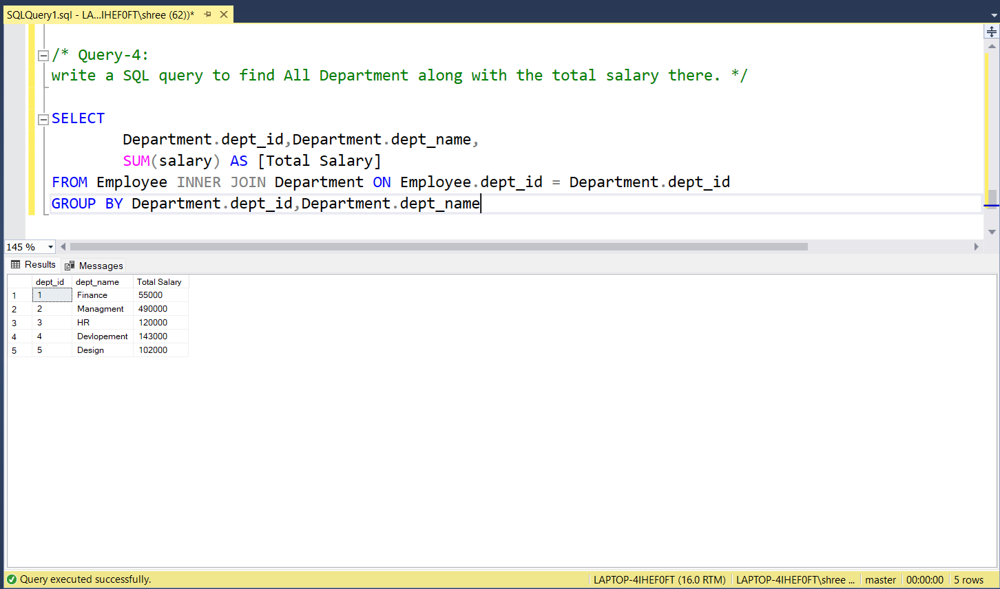 SQLQuery1.sql - LA...IHEF0FT\shree (62))*
/* Query-4:
write a SQL query to find All Department along with the total salary there. */
SELECT
Department.dept_id,Department.dept_name,
SUM(salary) AS [Total Salary]
FROM Employee INNER JOIN Department ON Employee.dept_id = Department.dept_id
GROUP BY Department.dept_id,Department.dept_name
145 %
Results Messages
dept_id dept_name Total Salary
1 1 Finance 55000
2 2 Managment 490000
3 3 HR 120000
4 4 Devlopement 143000
5 5 Design 102000
Query executed successfully. LAPTOP-4IHEF0FT (16.0 RTM) LAPTOP-4IHEF0FT\shree ... master 00:00:00 5 rows